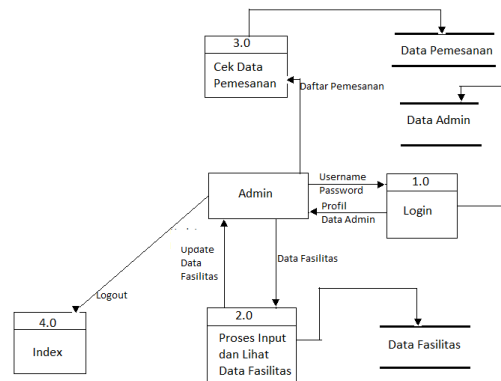 3.0
Cek Data
Pemesanan
Data Pemesanan
Daftar Pemesanan
Data Admin
Admin
Username
Password
1.0
Login
Profil
Data Admin
Update
Data
Fasilitas
Data Fasilitas
Logout
4.0
Index
2.0
Proses Input
dan Lihat
Data Fasilitas
Data Fasilitas